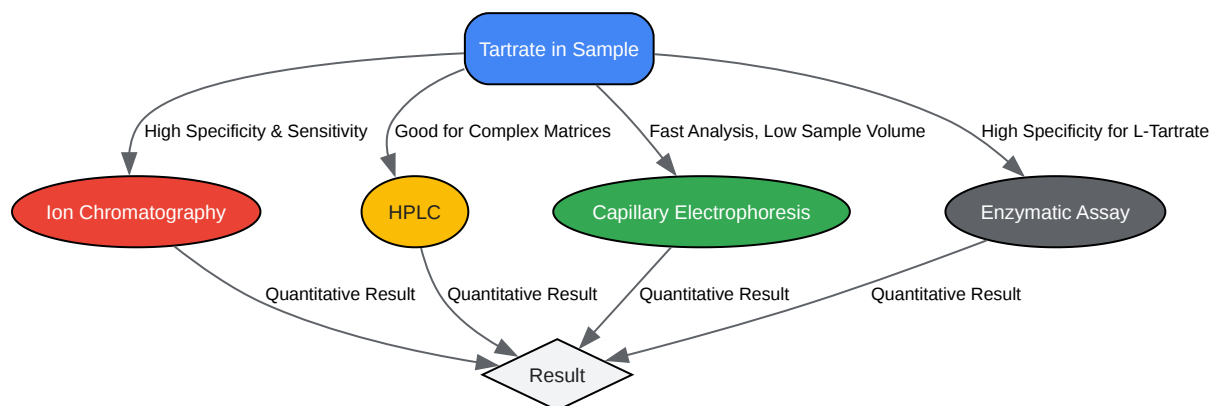 Tartrate in Sample
High Specificity & Sensitivity
Good for Complex Matrices
Fast Analysis, Low Sample Volume
High Specificity for L-Tartrate
Ion Chromatography
HPLC
Capillary Electrophoresis
Enzymatic Assay
Quantitative Result
Quantitative Result
Quantitative Result
Quantitative Result
Result